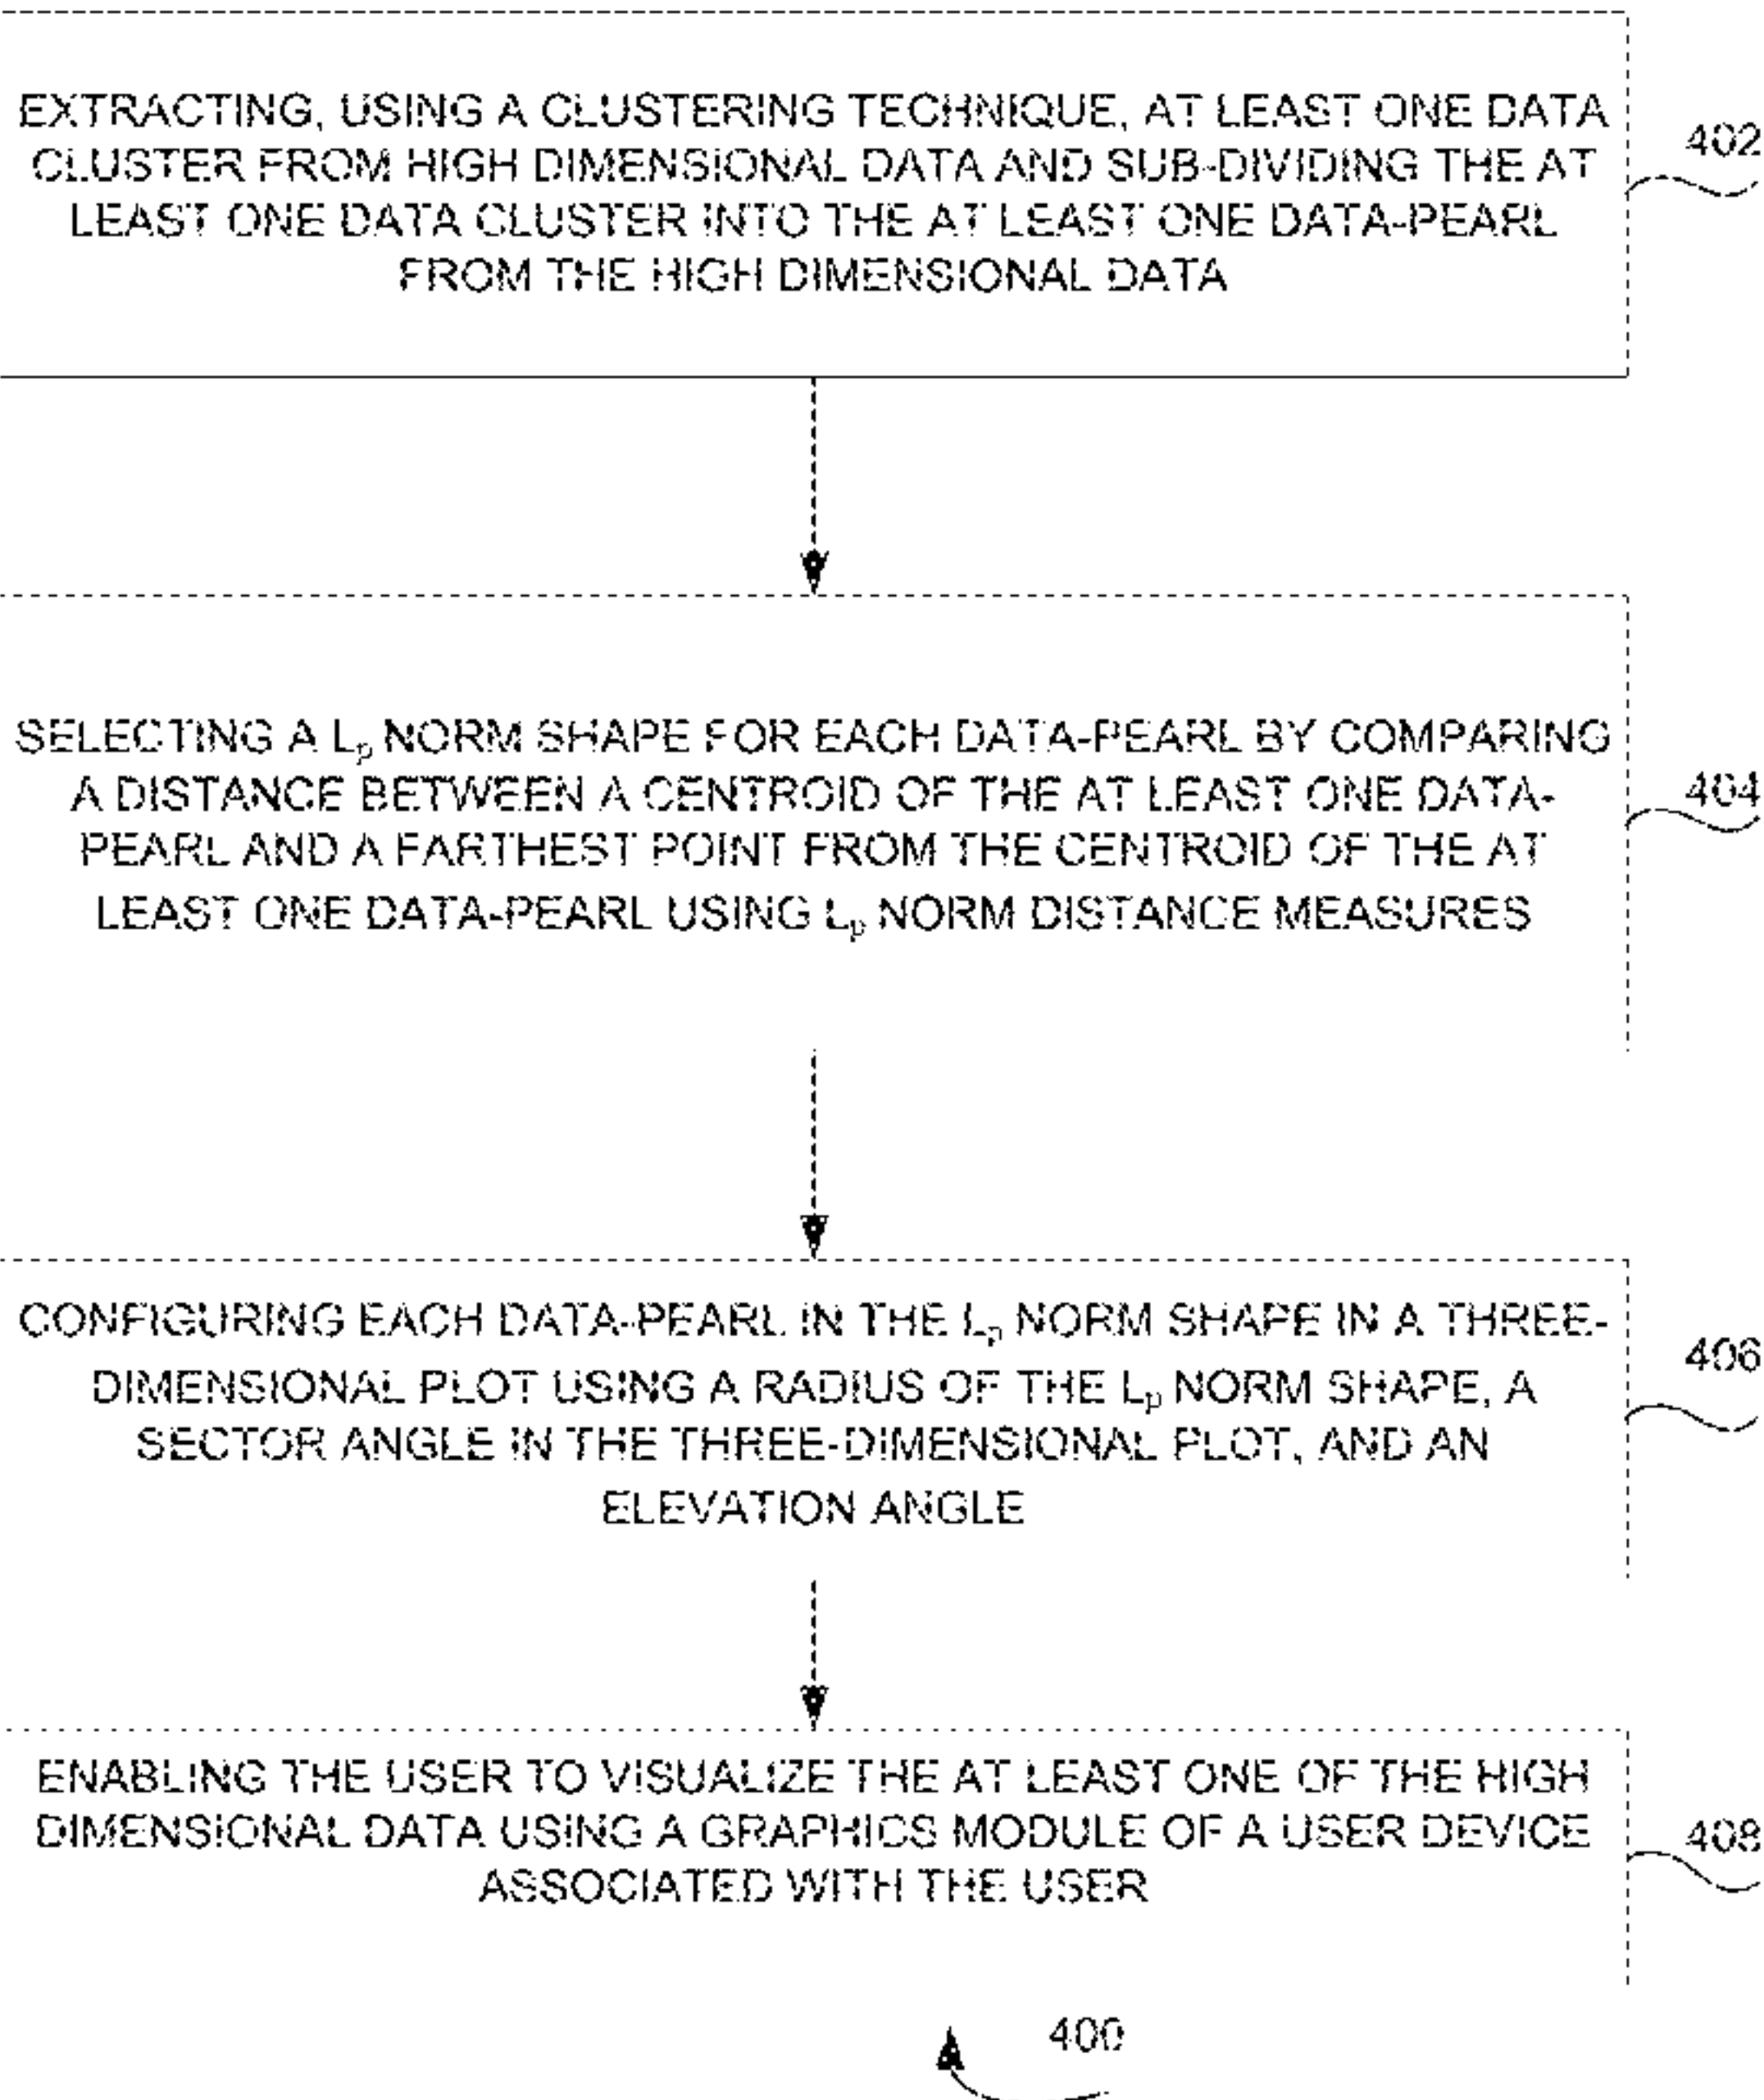 EXTRACTING, USING A CLUSTERING TECHNIQUE, AT LEAST ONE DATA
CLUSTER FROM HIGH DIMENSIONAL DATA AND SUB-DIVIDING THE AT
LEAST ONE DATA CLUSTER INTO THE AT LEAST ONE DATA-PEARL
FROM THE HIGH DIMENSIONAL DATA
402
SELECTING A Lp NORM SHAPE FOR EACH DATA-PEARL BY COMPARING
A DISTANCE BETWEEN A CENTROID OF THE AT LEAST ONE DATA-
PEARL AND A FARTHEST POINT FROM THE CENTROID OF THE AT
LEAST ONE DATA-PEARL USING Lp NORM DISTANCE MEASURES
404
CONFIGURING EACH DATA-PEARL IN THE Lp NORM SHAPE IN A THREE-
DIMENSIONAL PLOT USING A RADIUS OF THE Lp NORM SHAPE, A
SECTOR ANGLE IN THE THREE-DIMENSIONAL PLOT, AND AN
ELEVATION ANGLE
406
ENABLING THE USER TO VISUALIZE THE AT LEAST ONE OF THE HIGH
DIMENSIONAL DATA USING A GRAPHICS MODULE OF A USER DEVICE
ASSOCIATED WITH THE USER
408
400